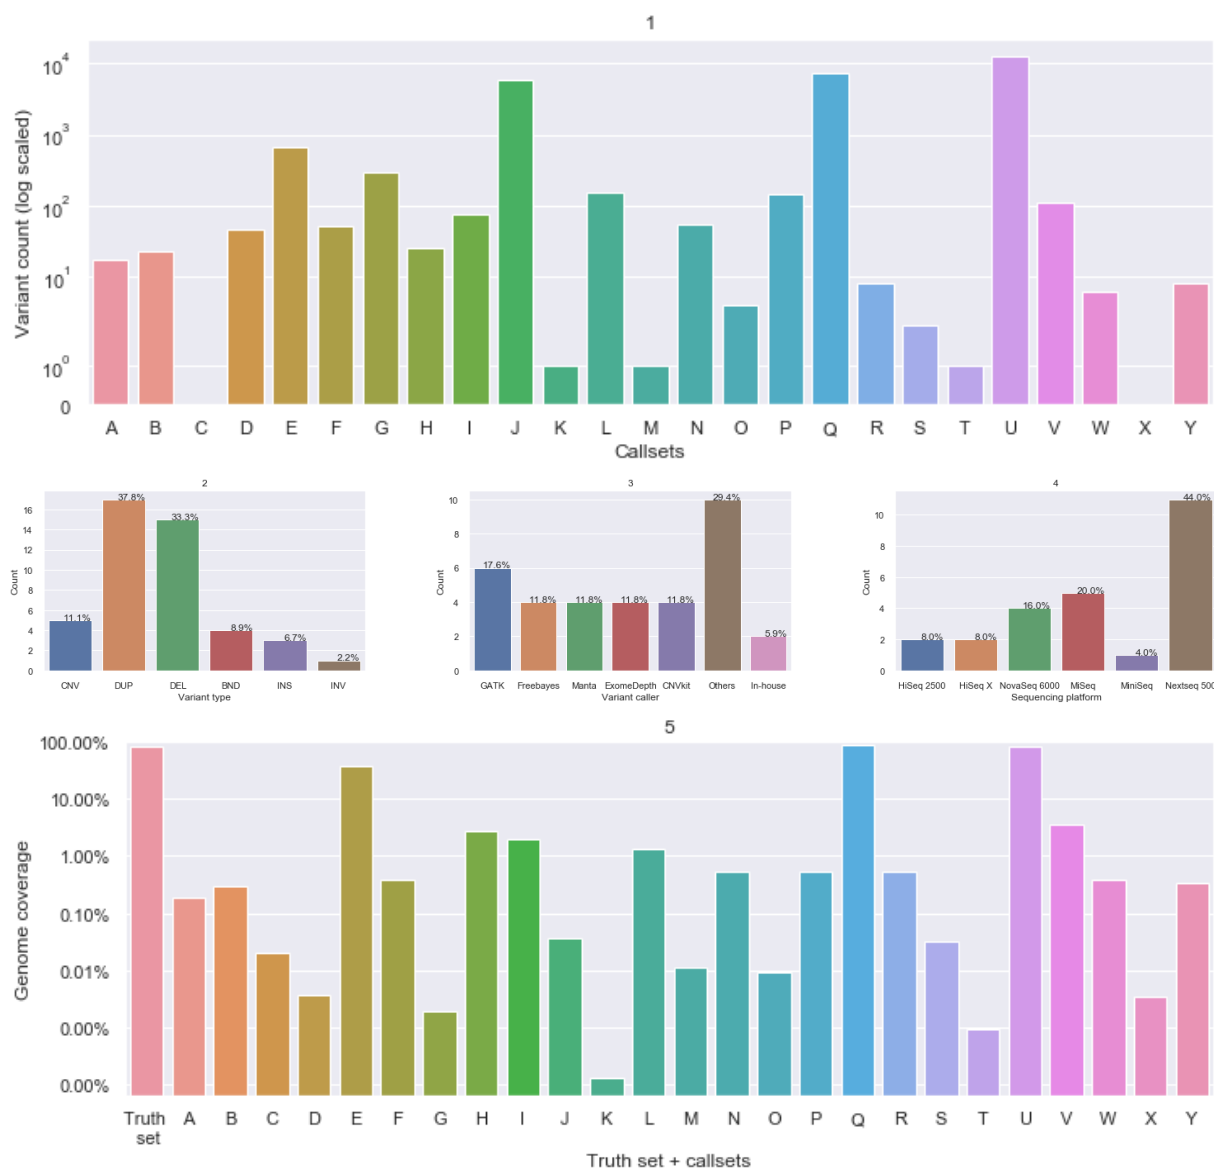 1
Variant count (log scaled)
10^4
10^3
10^2
10^1
10^0
0
A B C D E F G H I J K L M N O P Q R S T U V W X Y
Callsets
2
Count
16
14
12
10
8
6
4
2
0
11.1% 37.8% 33.3% 8.9% 6.7% 2.2%
CNV DUP DEL BND INS INV
Variant type
3
Count
10
8
6
4
2
0
17.6% 11.8% 11.8% 11.8% 11.8% 29.4% 5.9%
GATK Freebayes Manta ExomeDepth CNVkit Others In-house
Variant caller
4
Count
10
8
6
4
2
0
8.0% 8.0% 16.0% 20.0% 4.0% 44.0%
HiSeq 2500 HiSeq X NovaSeq 6000 MiSeq MiniSeq Nextseq 500
Sequencing platform
5
Genome coverage
100.00%
10.00%
1.00%
0.10%
0.01%
0.00%
0.00%
Truth set A B C D E F G H I J K L M N O P Q R S T U V W X Y
Truth set + callsets